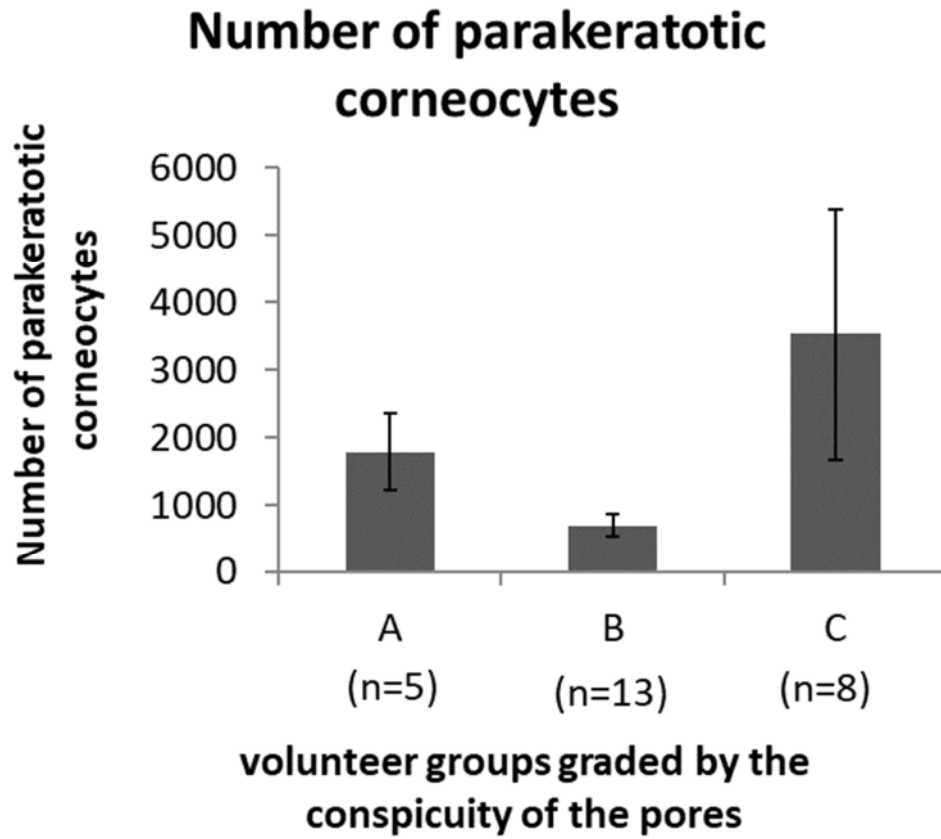 Number of parakeratotic
corneocytes
Number of parakeratotic
corneocytes
6000
5000
4000
3000
2000
1000
0
A
B
C
(n=5)
(n=13)
(n=8)
volunteer groups graded by the
conspicuity of the pores